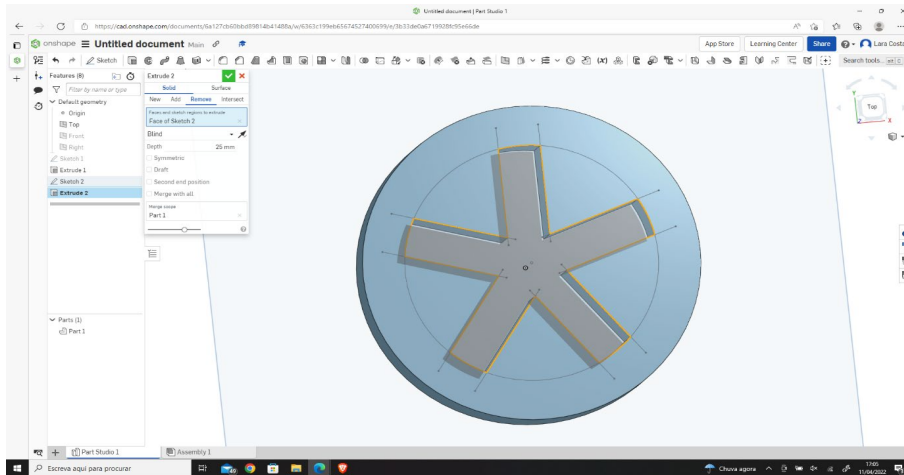 Untitled document | Part Studio 1
https://cad.onshape.com/documents/6a127cb60bbd89814b41488a/w/6363c199eb65674527400699/e/3b33de0a6719928fc95e66de
onshape Untitled document Main
App Store Learning Center Share Lara Costa
Sketch
Search tools...
Features (8)
Filter by name or type
Default geometry
Origin
Top
Front
Right
Sketch 1
Extrude 1
Sketch 2
Extrude 2
Extrude 2
Solid Surface
New Add Remove Intersect
Faces and sketch regions to extrude
Face of Sketch 2
Blind
Depth 25 mm
Symmetric
Draft
Second end position
Merge with all
Merge scope
Part 1
Y
Top
Z X
Parts (1)
Part 1
Part Studio 1 Assembly 1
Escreva aqui para procurar
Chuva agora
17:05
11/04/2022